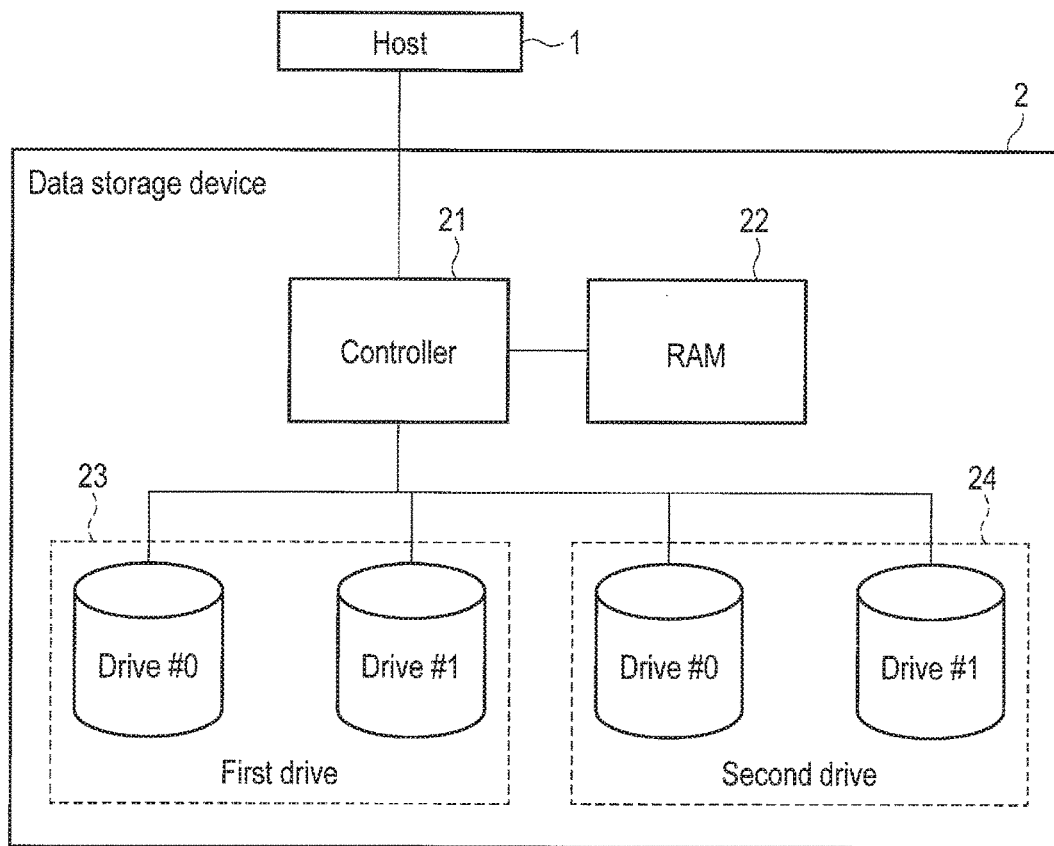 Host
1
2
Data storage device
21
22
Controller
RAM
23
24
Drive #0
Drive #1
Drive #0
Drive #1
First drive
Second drive